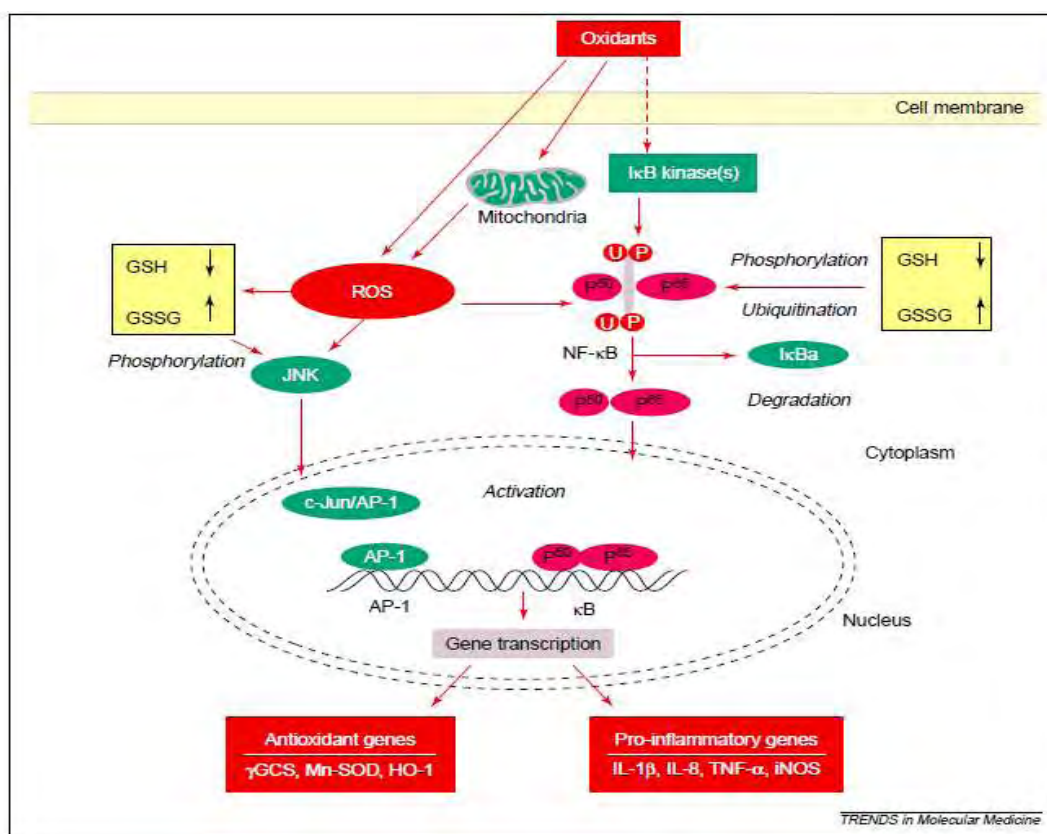 Oxidants
Cell membrane
IκB kinase(s)
Mitochondria
U P
GSH ↓
GSSG ↑
ROS
p50 p65
Phosphorylation
Ubiquitination
GSH ↓
GSSG ↑
U P
Phosphorylation
JNK
NF-κB
IκBa
p50 p65
Degradation
Cytoplasm
c-Jun/AP-1
Activation
AP-1
p50 p65
AP-1
κB
Nucleus
Gene transcription
Antioxidant genes
γGCS, Mn-SOD, HO-1
Pro-inflammatory genes
IL-1β, IL-8, TNF-α, iNOS
TRENDS in Molecular Medicine